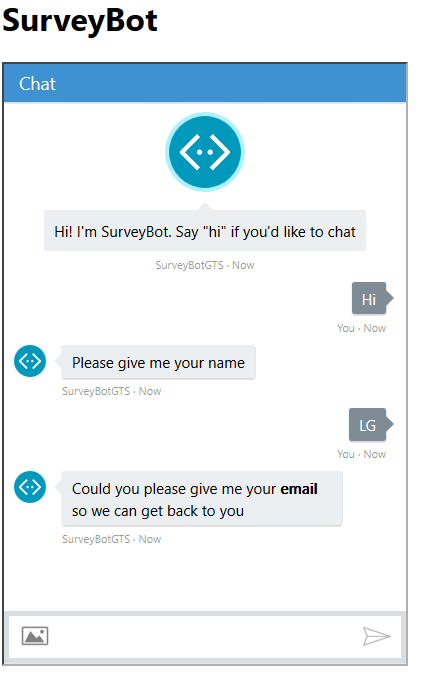 SurveyBot
Chat
Hi! I'm SurveyBot. Say "hi" if you'd like to chat
SurveyBotGTS · Now
Hi
You · Now
Please give me your name
SurveyBotGTS · Now
LG
You · Now
Could you please give me your email
so we can get back to you
SurveyBotGTS · Now